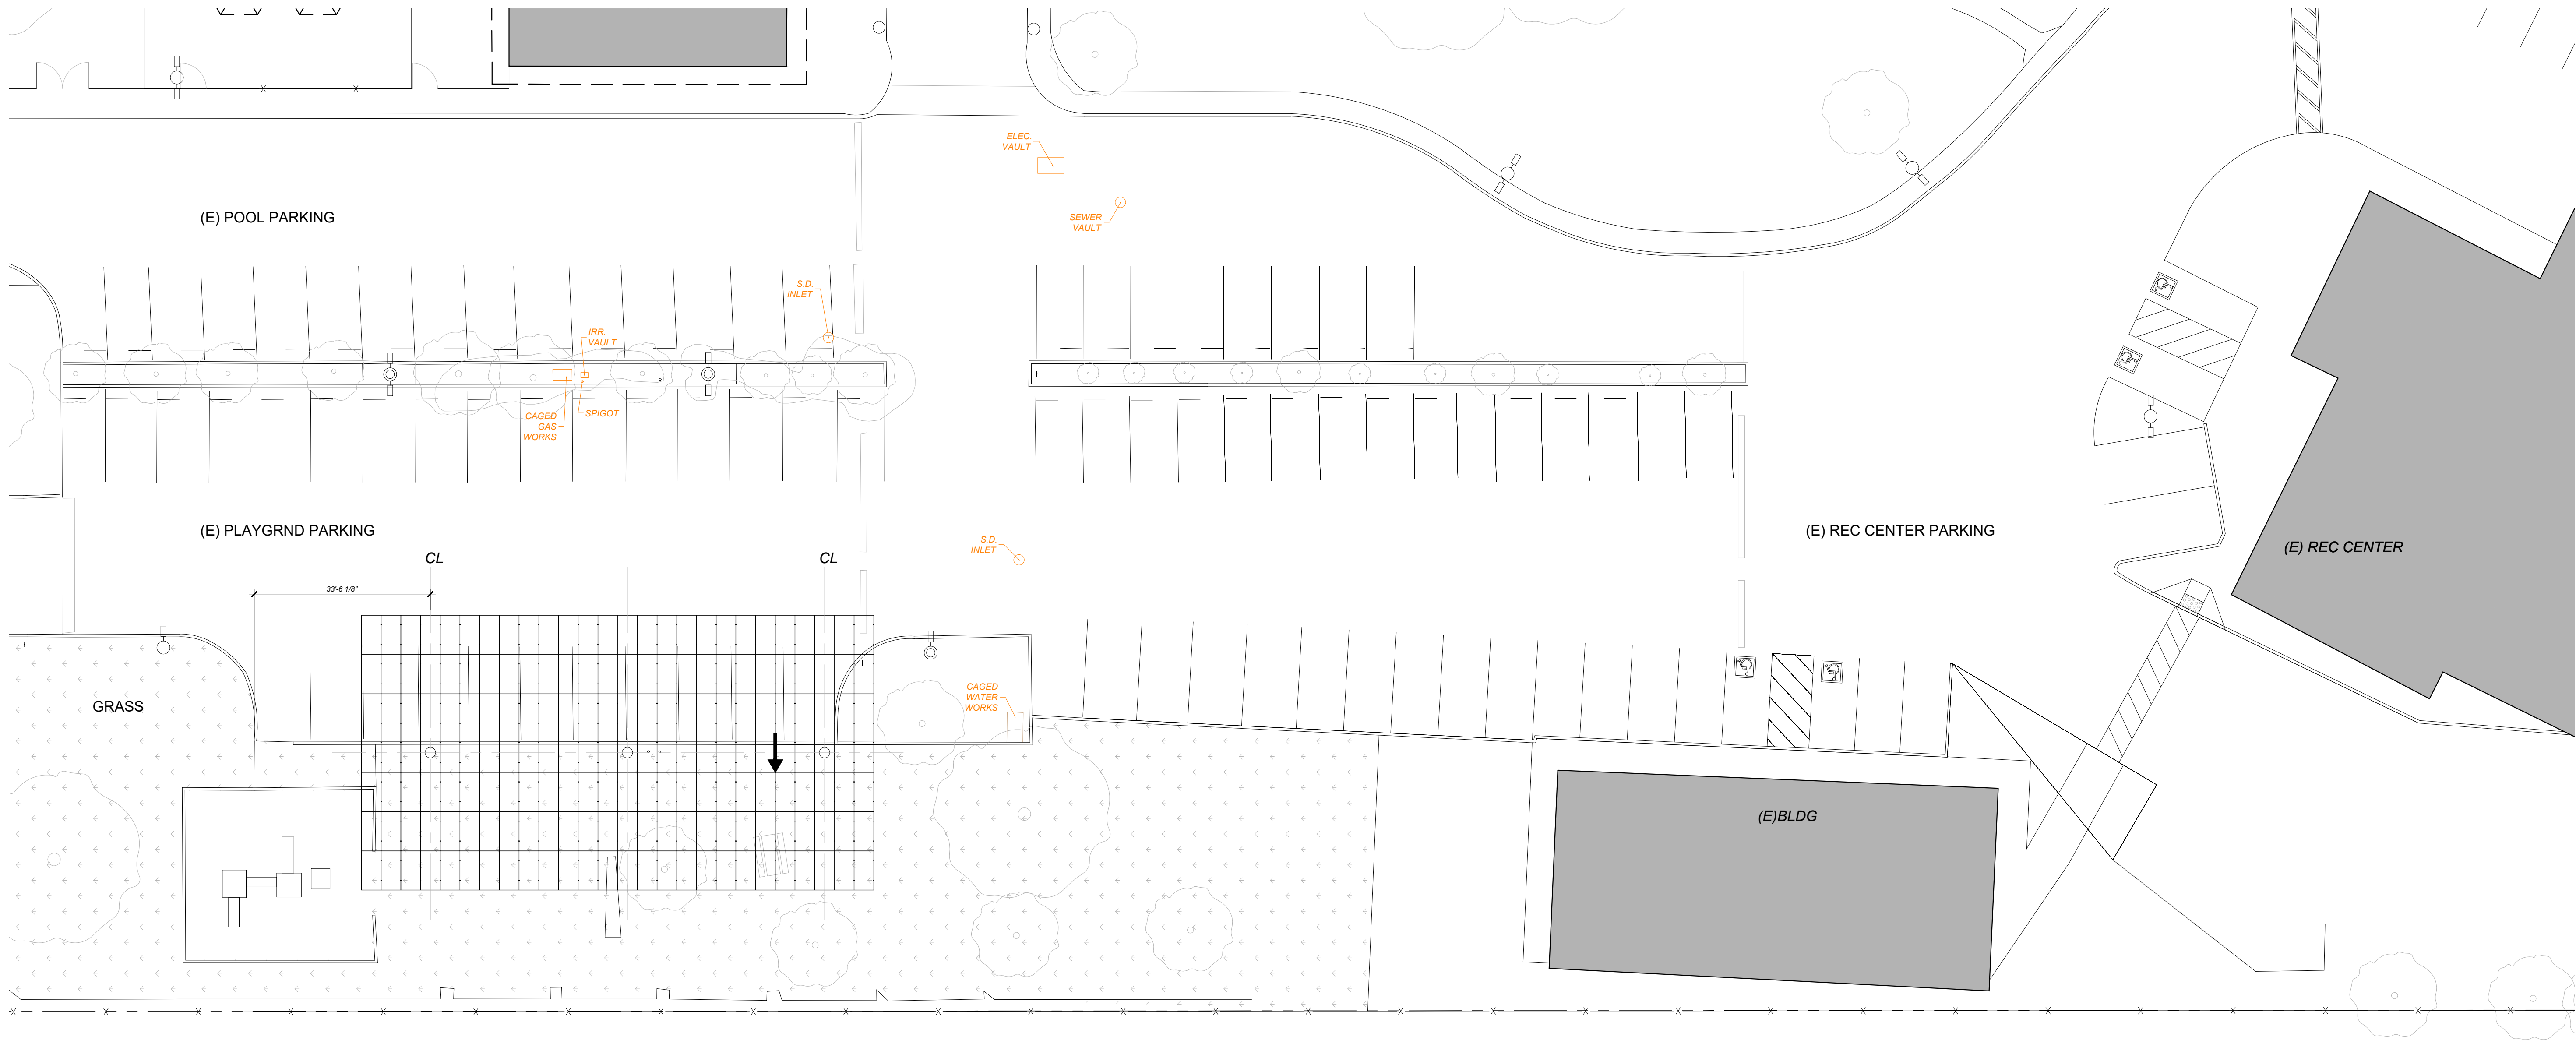 ELEC.
VAULT
SEWER
VAULT
(E) POOL PARKING
S.D.
INLET
IRR.
VAULT
CAGED
GAS
WORKS
SPIGOT
(E) PLAYGRND PARKING
(E) REC CENTER PARKING
(E) REC CENTER
S.D.
INLET
CL
CL
33'-6 1/8"
GRASS
CAGED
WATER
WORKS
(E)BLDG